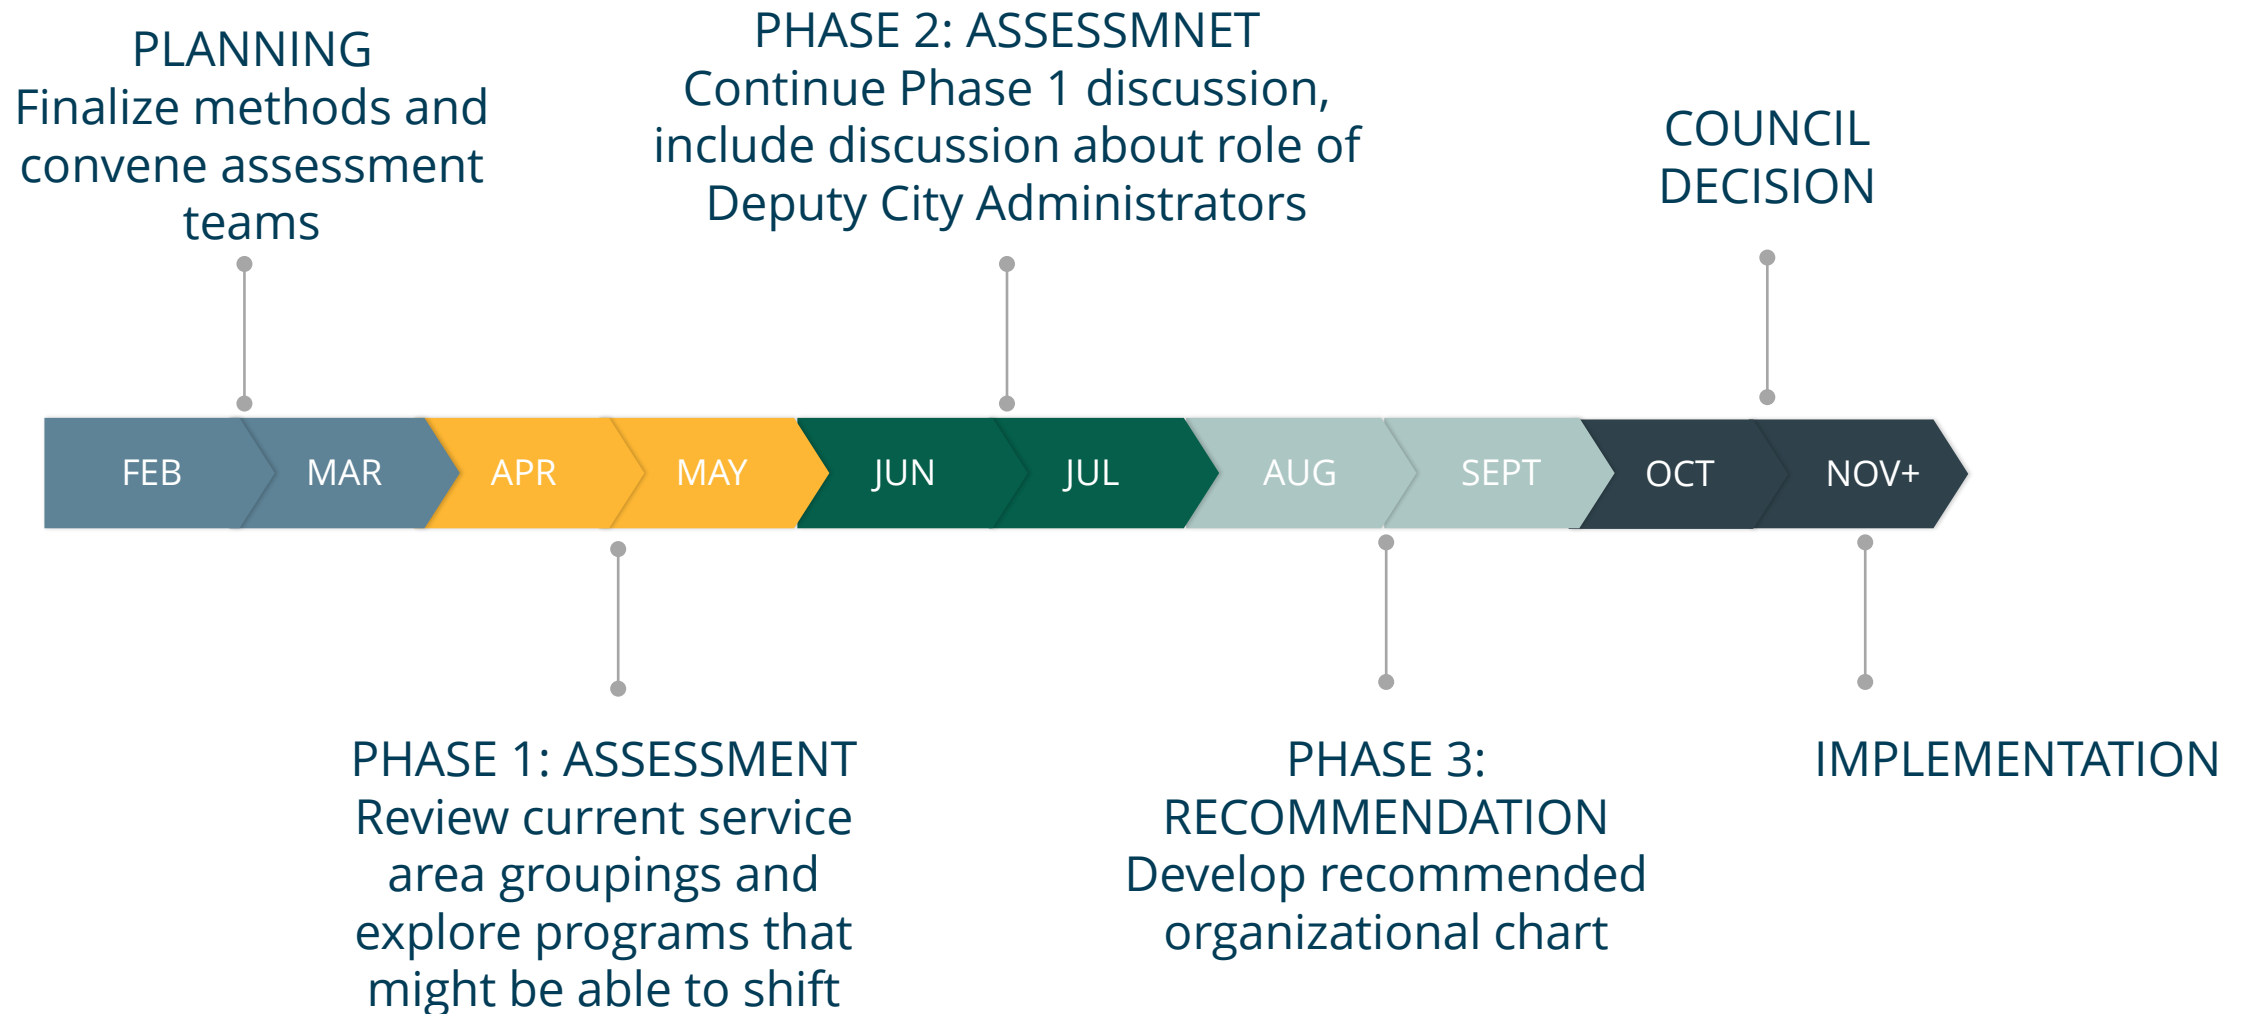 PLANNING
Finalize methods and
convene assessment
teams
PHASE 2: ASSESSMNET
Continue Phase 1 discussion,
include discussion about role of
Deputy City Administrators
COUNCIL
DECISION
FEB
MAR
APR
MAY
JUN
JUL
AUG
SEPT
OCT
NOV+
PHASE 1: ASSESSMENT
Review current service
area groupings and
explore programs that
might be able to shift
PHASE 3:
RECOMMENDATION
Develop recommended
organizational chart
IMPLEMENTATION